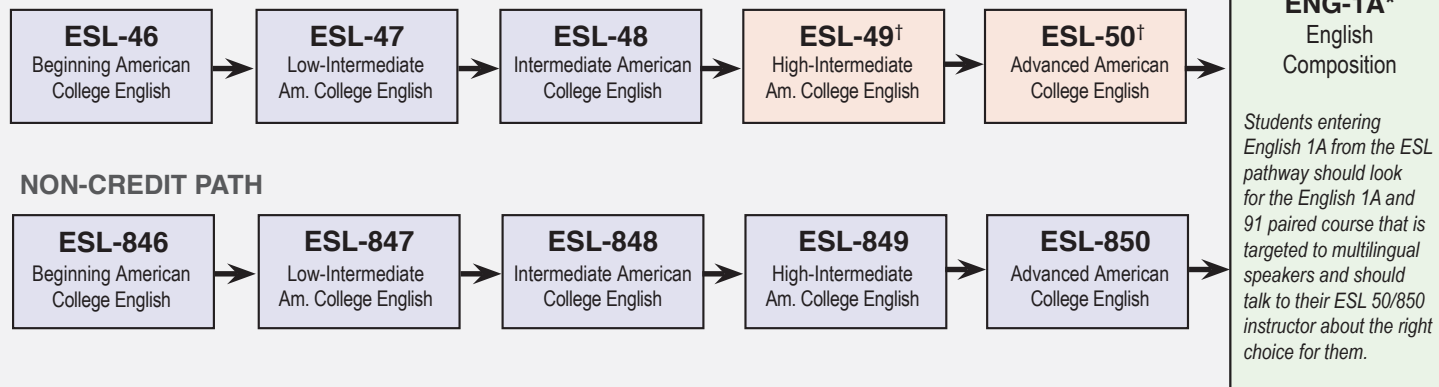 ESL-46
Beginning American
College English
ESL-47
Low-Intermediate
Am. College English
ESL-48
Intermediate American
College English
ESL-49†
High-Intermediate
Am. College English
ESL-50†
Advanced American
College English
ENG-1A*
English
Composition
Students entering
English 1A from the ESL
pathway should look
for the English 1A and
91 paired course that is
targeted to multilingual
speakers and should
talk to their ESL 50/850
instructor about the right
choice for them.
NON-CREDIT PATH
ESL-846
Beginning American
College English
ESL-847
Low-Intermediate
Am. College English
ESL-848
Intermediate American
College English
ESL-849
High-Intermediate
Am. College English
ESL-850
Advanced American
College English